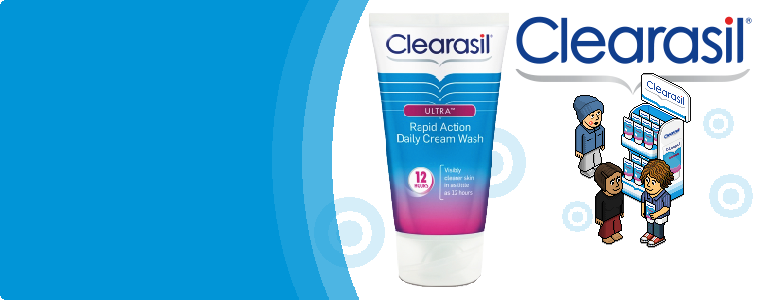 Clearasil®
ULTRA™
Rapid Action
Daily Cream Wash
12
HOURS
Visibly
clearer skin
in as little
as 12 hours
Clearasil®
Clearasil
Clearasil